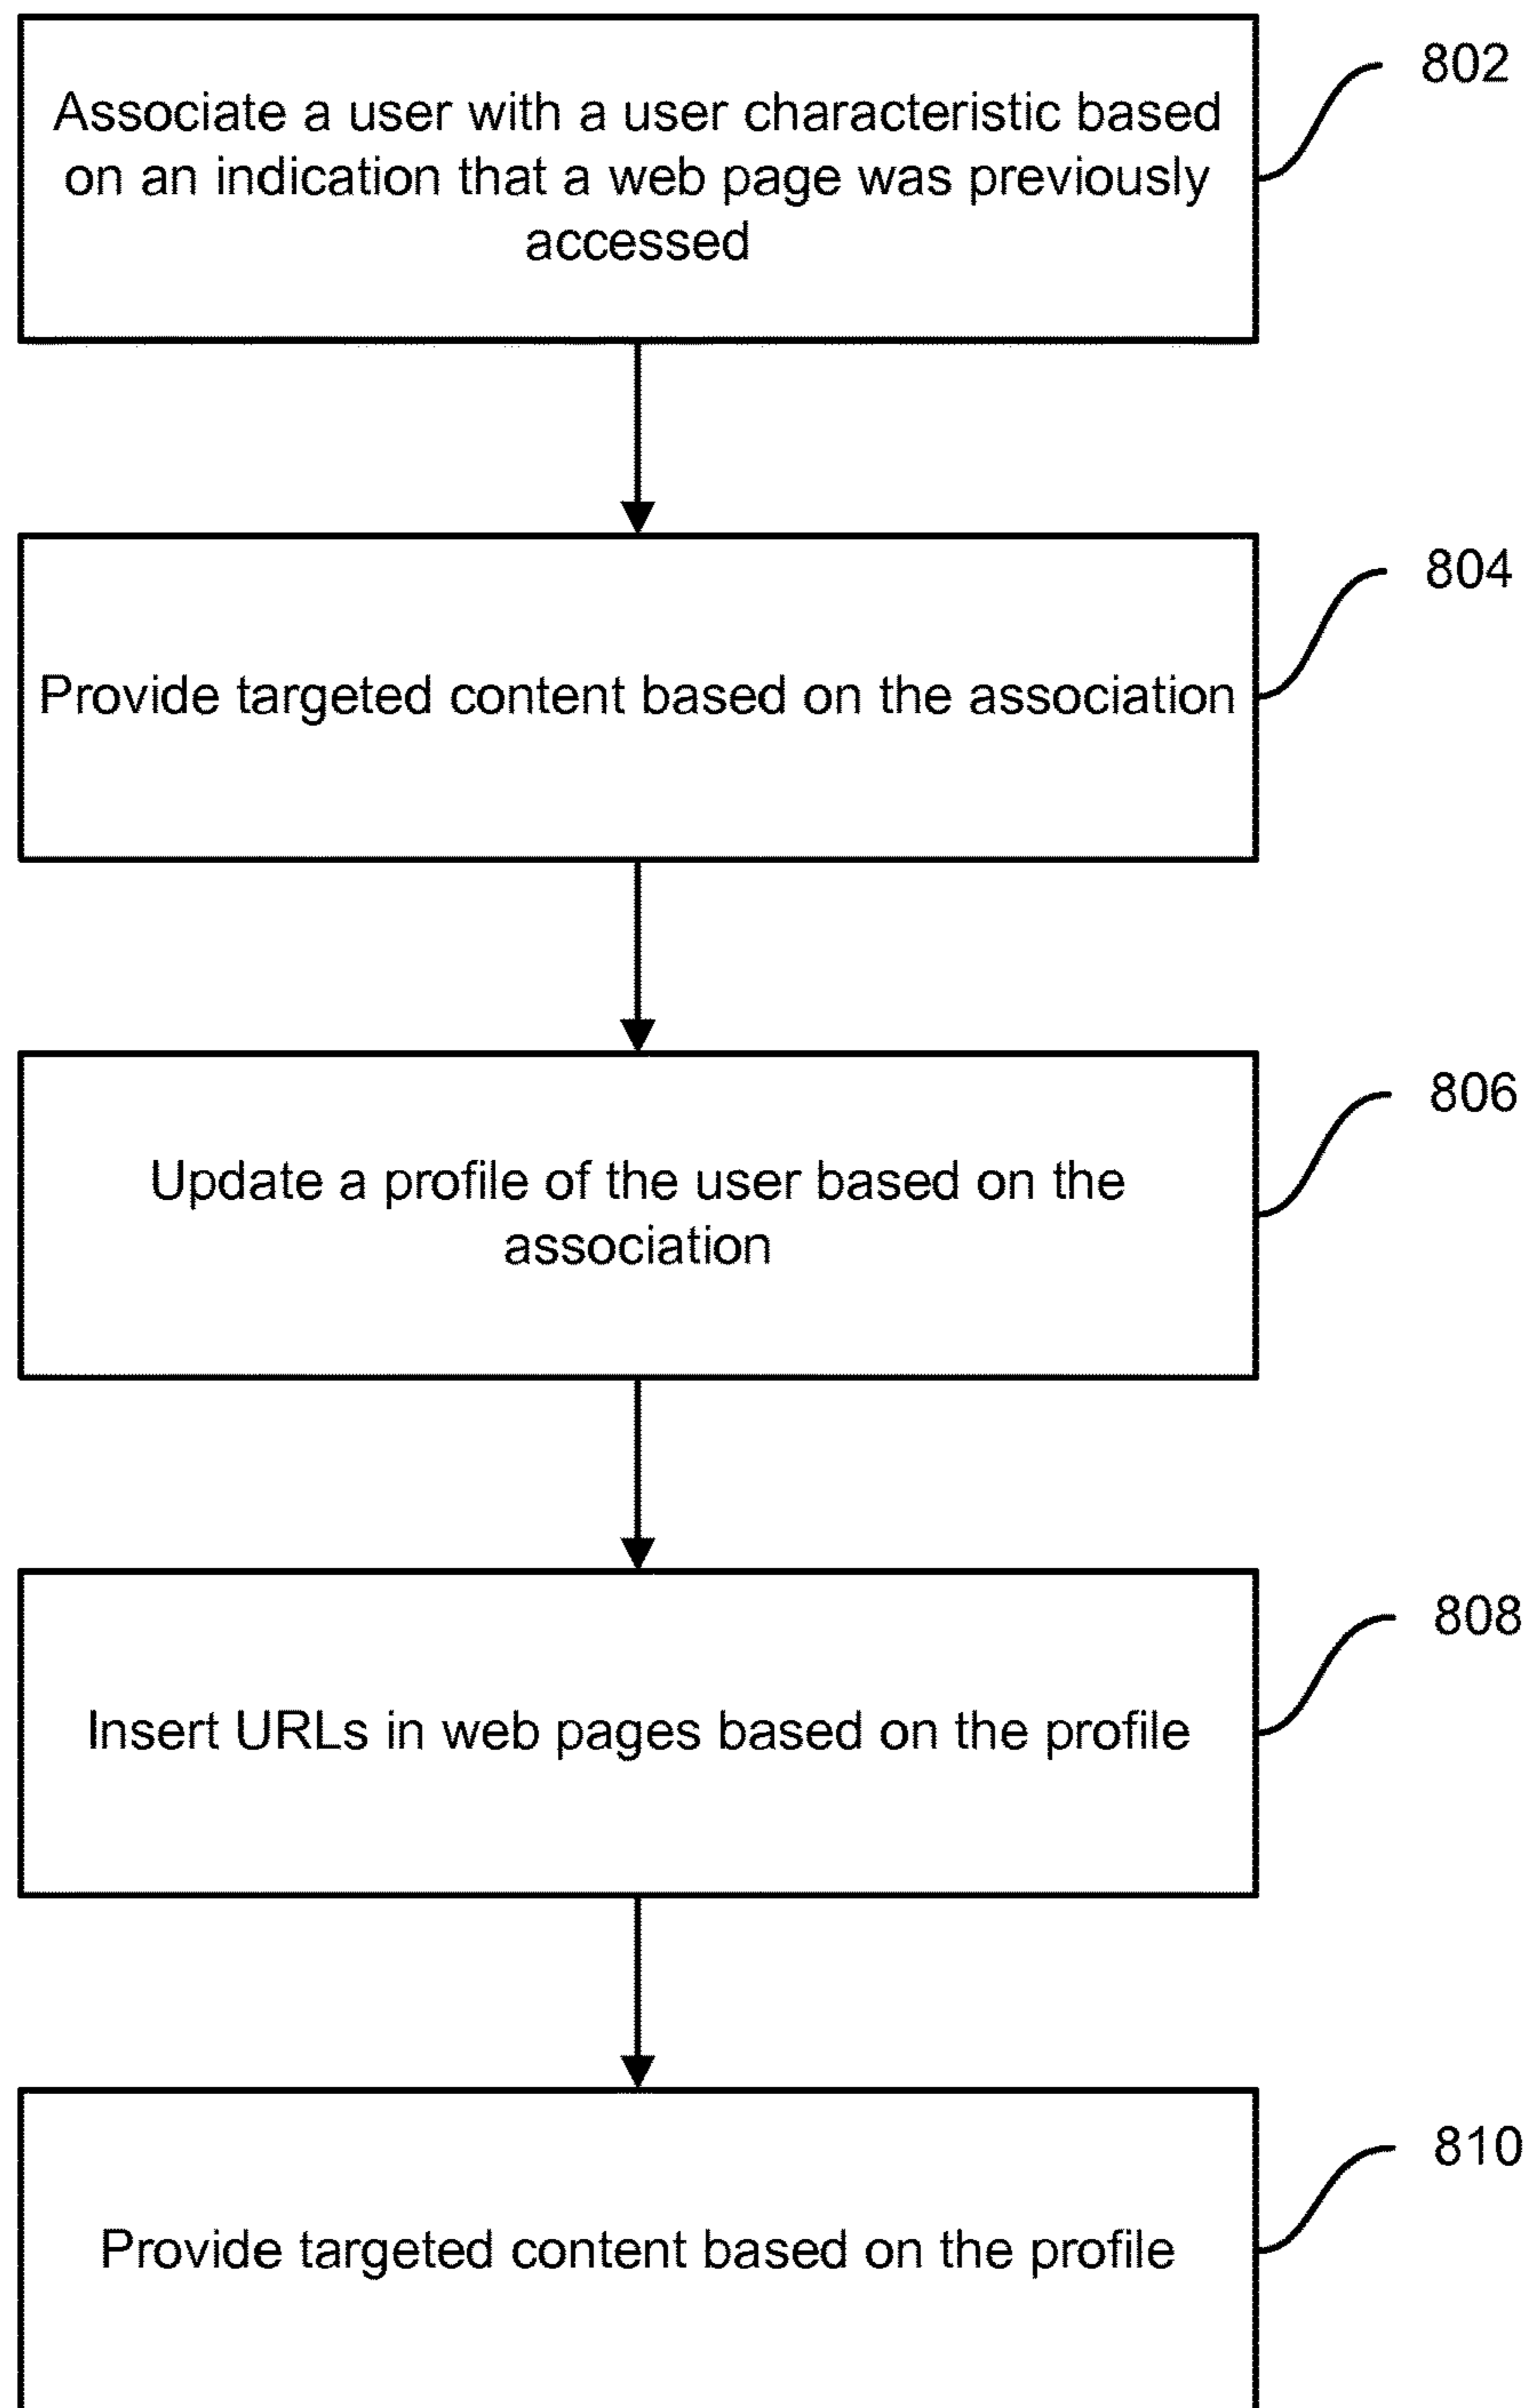 802
Associate a user with a user characteristic based
on an indication that a web page was previously
accessed
804
Provide targeted content based on the association
806
Update a profile of the user based on the
association
808
Insert URLs in web pages based on the profile
810
Provide targeted content based on the profile